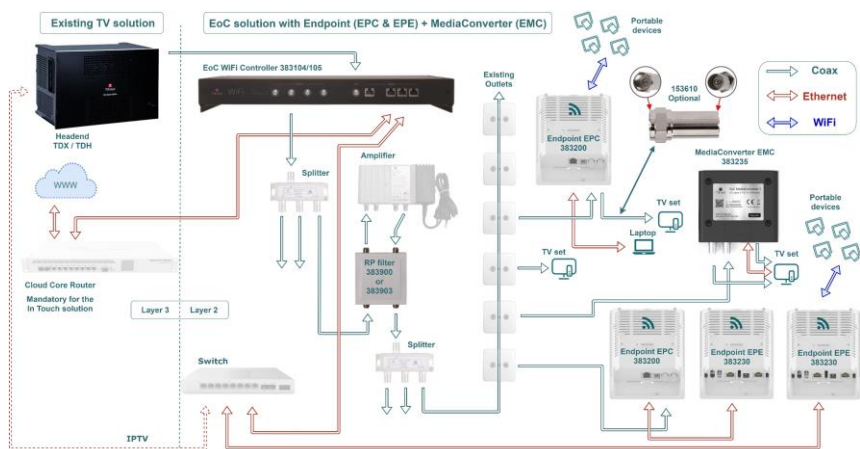 Existing TV solution
EoC solution with Endpoint (EPC & EPE) + MediaConverter (EMC)
EoC WiFi Controller 383104/105
WiFi
Headend
TDX / TDH
WWW
Cloud Core Router
Mandatory for the
In Touch solution
Layer 3
Layer 2
Switch
IPTV
Splitter
Amplifier
RP filter
383900
or
383903
Splitter
Existing
Outlets
Portable
devices
Endpoint EPC
383200
153610
Optional
Coax
Ethernet
WiFi
MediaConverter EMC
383235
TV set
Laptop
TV set
Portable
devices
TV set
Endpoint EPC
383200
Endpoint EPE
383230
Endpoint EPE
383230